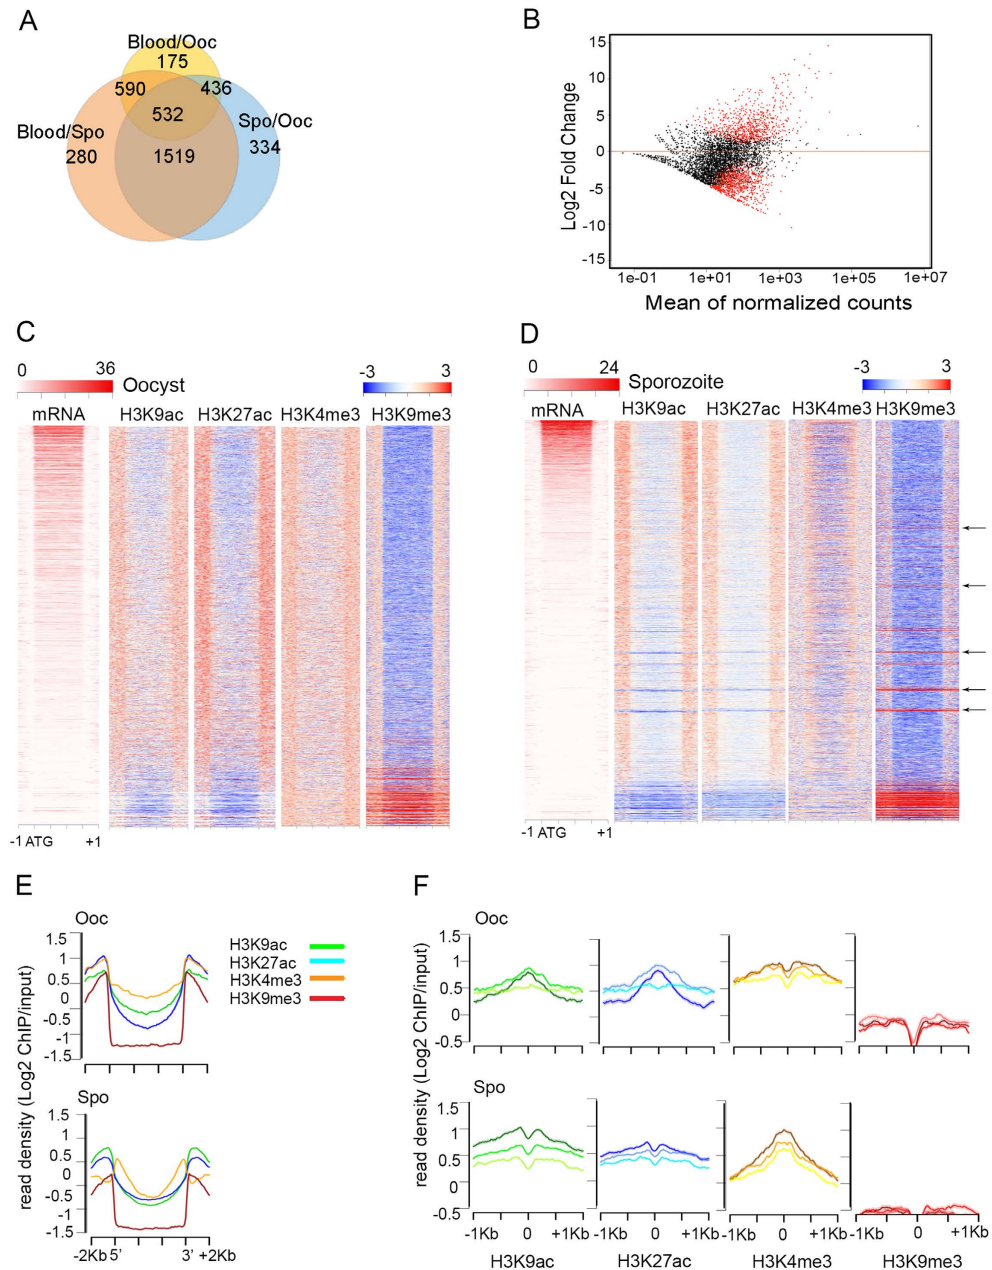 A
Blood/Ooc
175
590
436
532
Blood/Spo
Spo/Ooc
280
1519
334
B
Log2 Fold Change
15
10
5
0
-5
-10
-15
1e-01
1e+01
1e+03
1e+05
1e+07
Mean of normalized counts
C
0
36
Oocyst
-3
3
mRNA
H3K9ac
H3K27ac
H3K4me3
H3K9me3
-1 ATG
+1
D
0
24
Sporozoite
-3
3
mRNA
H3K9ac
H3K27ac
H3K4me3
H3K9me3
-1 ATG
+1
E
read density (Log2 ChIP/input)
Ooc
1.5
1
0.5
0
-0.5
-1
-1.5
H3K9ac
H3K27ac
H3K4me3
H3K9me3
Spo
1.5
1
0.5
0
-0.5
-1
-1.5
-2Kb 5'
3' +2Kb
F
read density (Log2 ChIP/input)
Ooc
1.5
1
0.5
0
-0.5
Spo
1.5
1
0.5
0
-0.5
-1Kb
0
+1Kb
-1Kb
0
+1Kb
-1Kb
0
+1Kb
-1Kb
0
+1Kb
H3K9ac
H3K27ac
H3K4me3
H3K9me3